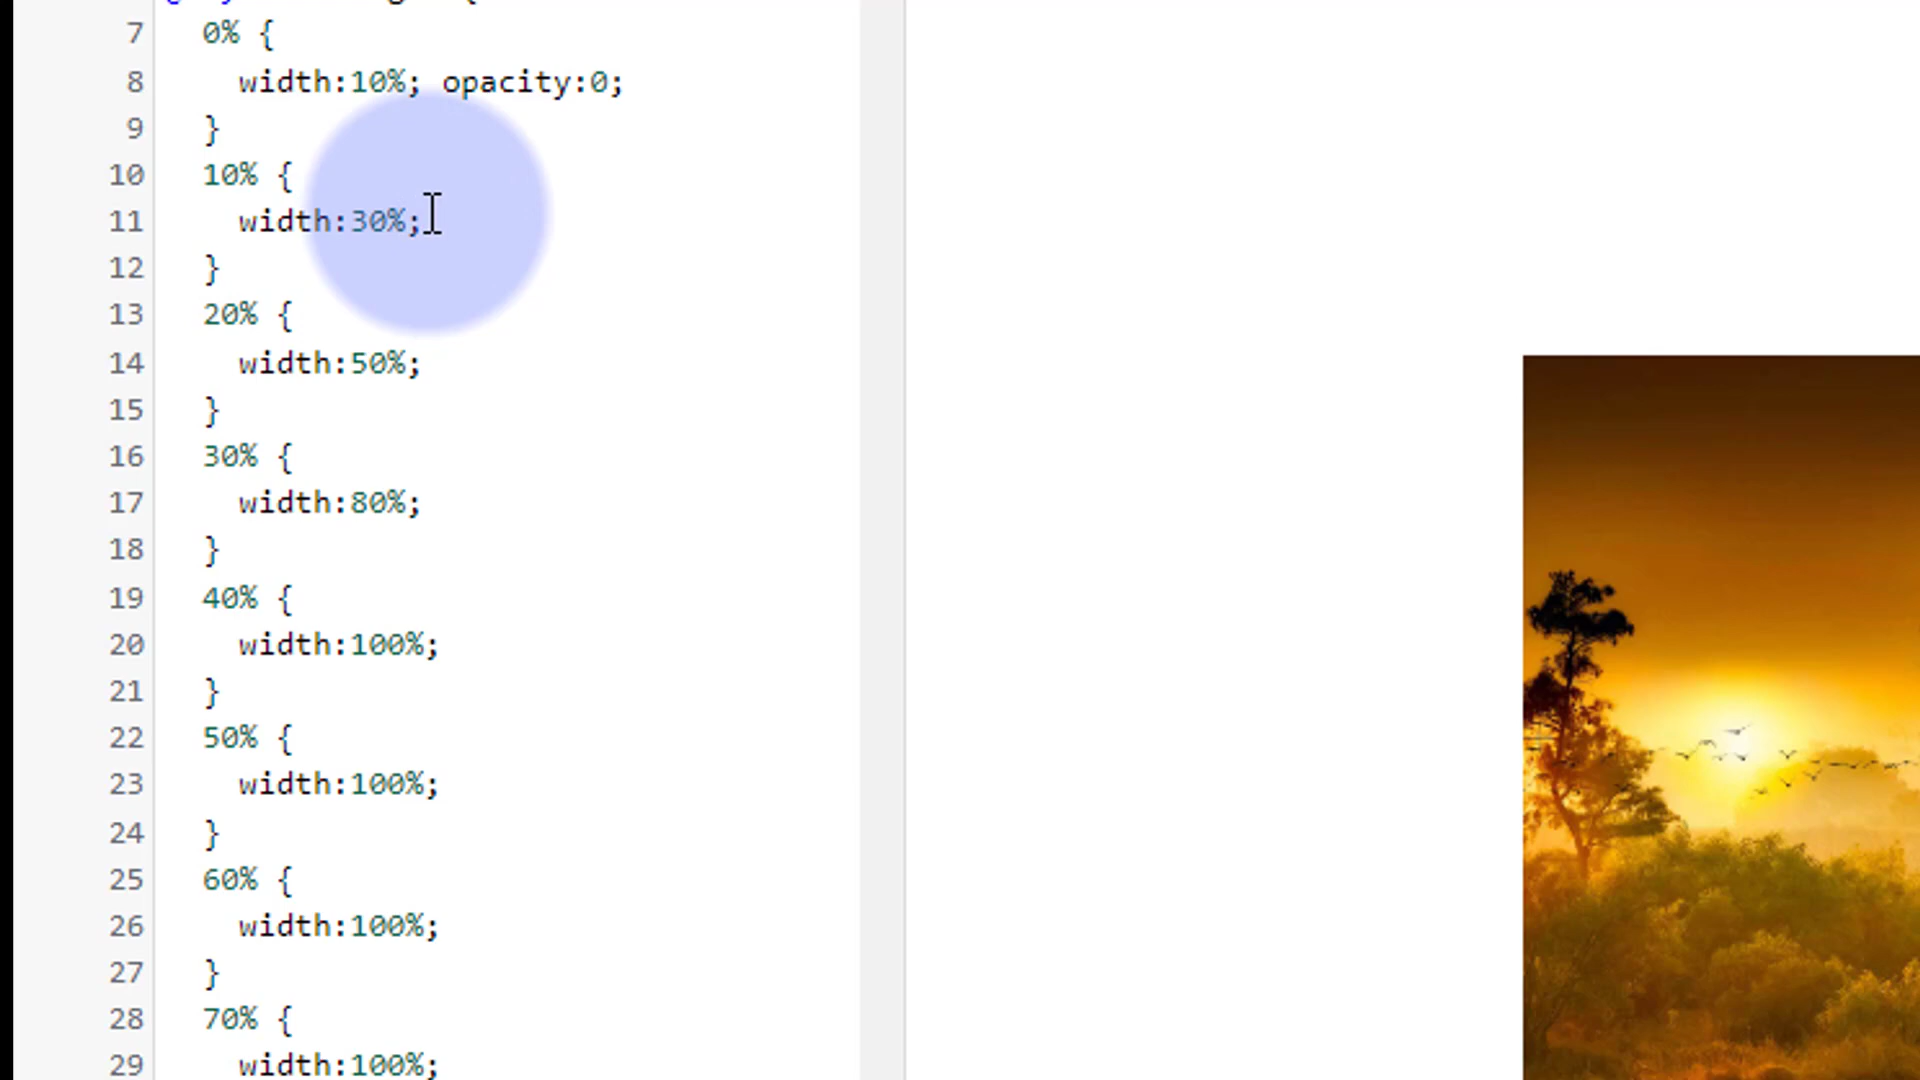 7 0% {
8 width:10%; opacity:0;
9 }
10 10% {
11 width:30%;
12 }
13 20% {
14 width:50%;
15 }
16 30% {
17 width:80%;
18 }
19 40% {
20 width:100%;
21 }
22 50% {
23 width:100%;
24 }
25 60% {
26 width:100%;
27 }
28 70% {
29 width:100%;